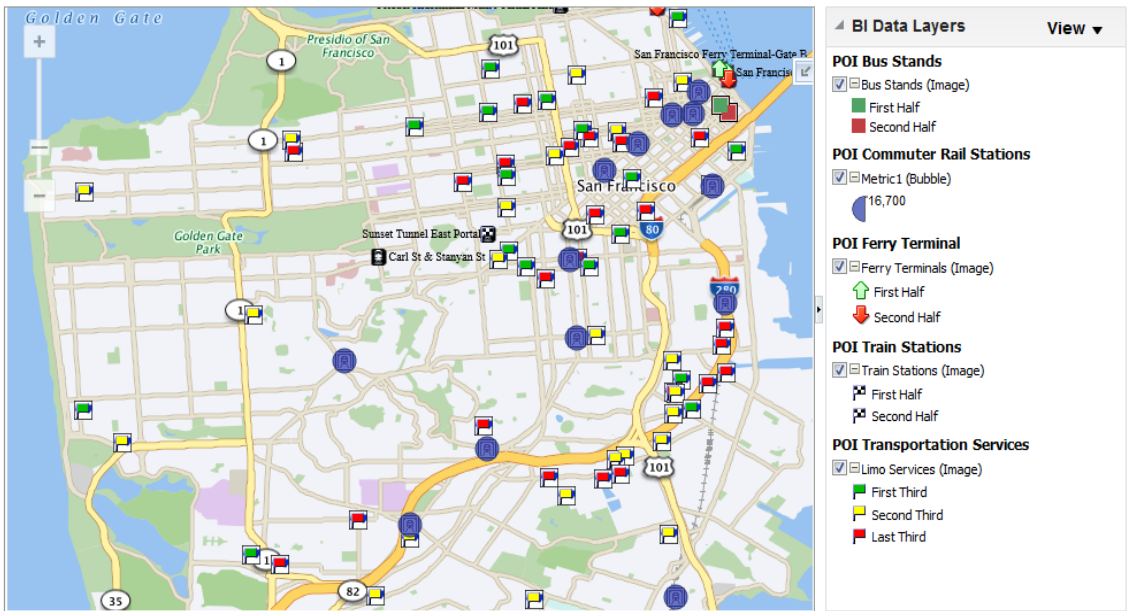 Golden Gate
Presidio of San
Francisco
101
1
San Francisco Ferry Terminal-Gate B
San Francisc
1
San Francisco
Golden Gate
Park
Sunset Tunnel East Portal
Carl St & Stanyan St
101
80
280
1
101
1
82
35
BI Data Layers
View
POI Bus Stands
Bus Stands (Image)
First Half
Second Half
POI Commuter Rail Stations
Metric1 (Bubble)
16,700
POI Ferry Terminal
Ferry Terminals (Image)
First Half
Second Half
POI Train Stations
Train Stations (Image)
First Half
Second Half
POI Transportation Services
Limo Services (Image)
First Third
Second Third
Last Third